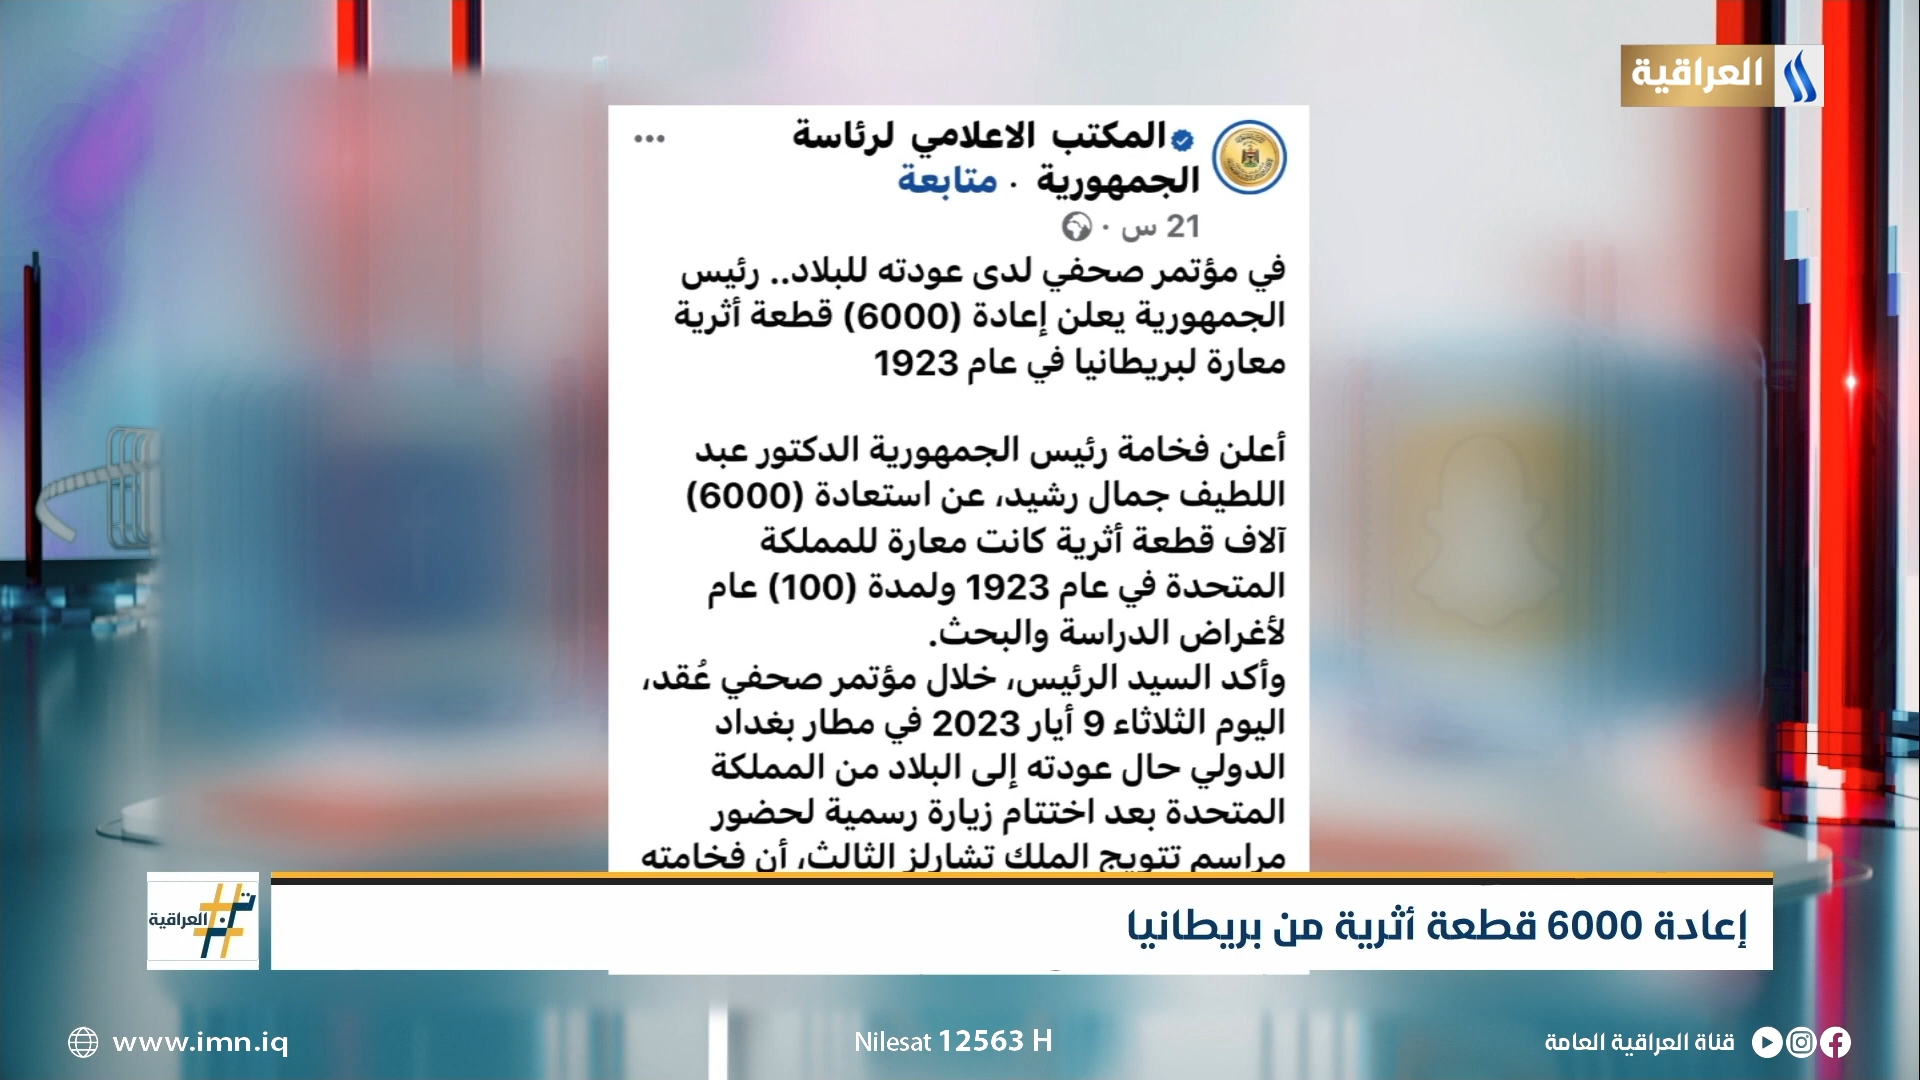 العراقية
المكتب الاعلامي لرئاسة
الجمهورية · متابعة
21 س ·
في مؤتمر صحفي لدى عودته للبلاد.. رئيس
الجمهورية يعلن إعادة (6000) قطعة أثرية
معارة لبريطانيا في عام 1923
أعلن فخامة رئيس الجمهورية الدكتور عبد
اللطيف جمال رشيد، عن استعادة (6000)
آلاف قطعة أثرية كانت معارة للمملكة
المتحدة في عام 1923 ولمدة (100) عام
لأغراض الدراسة والبحث.
وأكد السيد الرئيس، خلال مؤتمر صحفي عُقد،
اليوم الثلاثاء 9 أيار 2023 في مطار بغداد
الدولي حال عودته إلى البلاد من المملكة
المتحدة بعد اختتام زيارة رسمية لحضور
مراسم تتويج الملك تشارلز الثالث، أن فخامته
إعادة 6000 قطعة أثرية من بريطانيا
العراقية
www.imn.iq
Nilesat 12563 H
قناة العراقية العامة